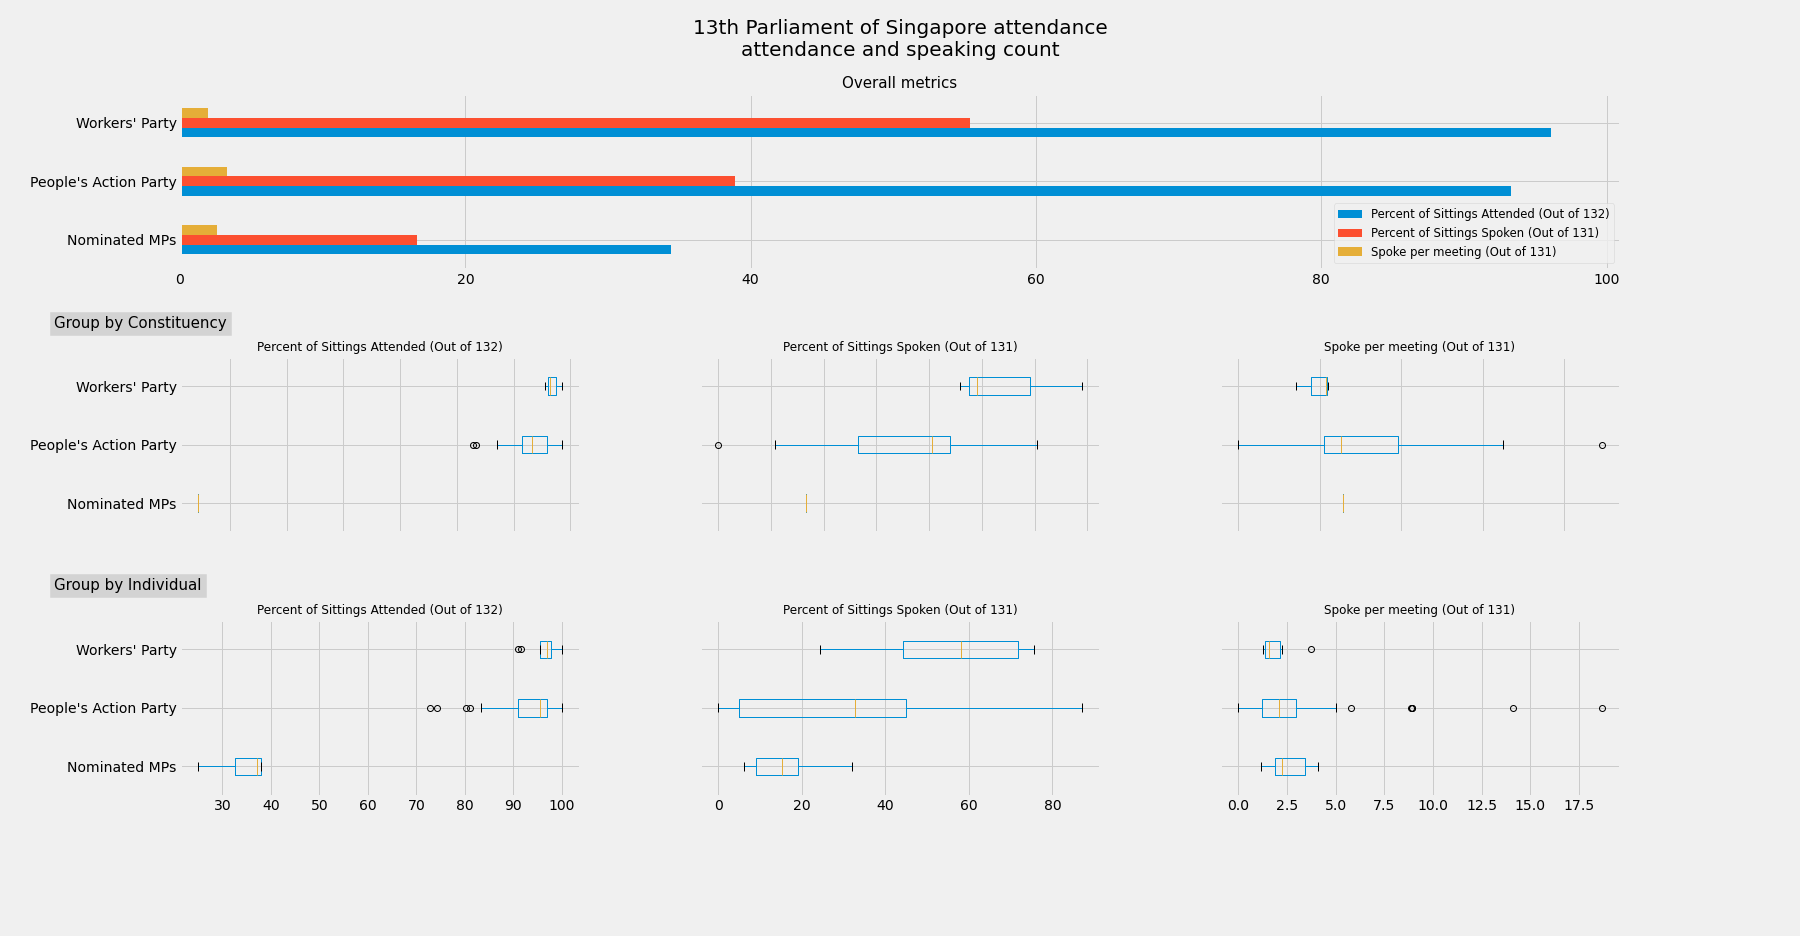 13th Parliament of Singapore attendance
attendance and speaking count
Overall metrics
Workers' Party
People's Action Party
Nominated MPs
Percent of Sittings Attended (Out of 132)
Percent of Sittings Spoken (Out of 131)
Spoke per meeting (Out of 131)
0 20 40 60 80 100
Group by Constituency
Percent of Sittings Attended (Out of 132) Percent of Sittings Spoken (Out of 131) Spoke per meeting (Out of 131)
Workers' Party
People's Action Party
Nominated MPs
Group by Individual
Percent of Sittings Attended (Out of 132) Percent of Sittings Spoken (Out of 131) Spoke per meeting (Out of 131)
Workers' Party
People's Action Party
Nominated MPs
30 40 50 60 70 80 90 100 0 20 40 60 80 0.0 2.5 5.0 7.5 10.0 12.5 15.0 17.5